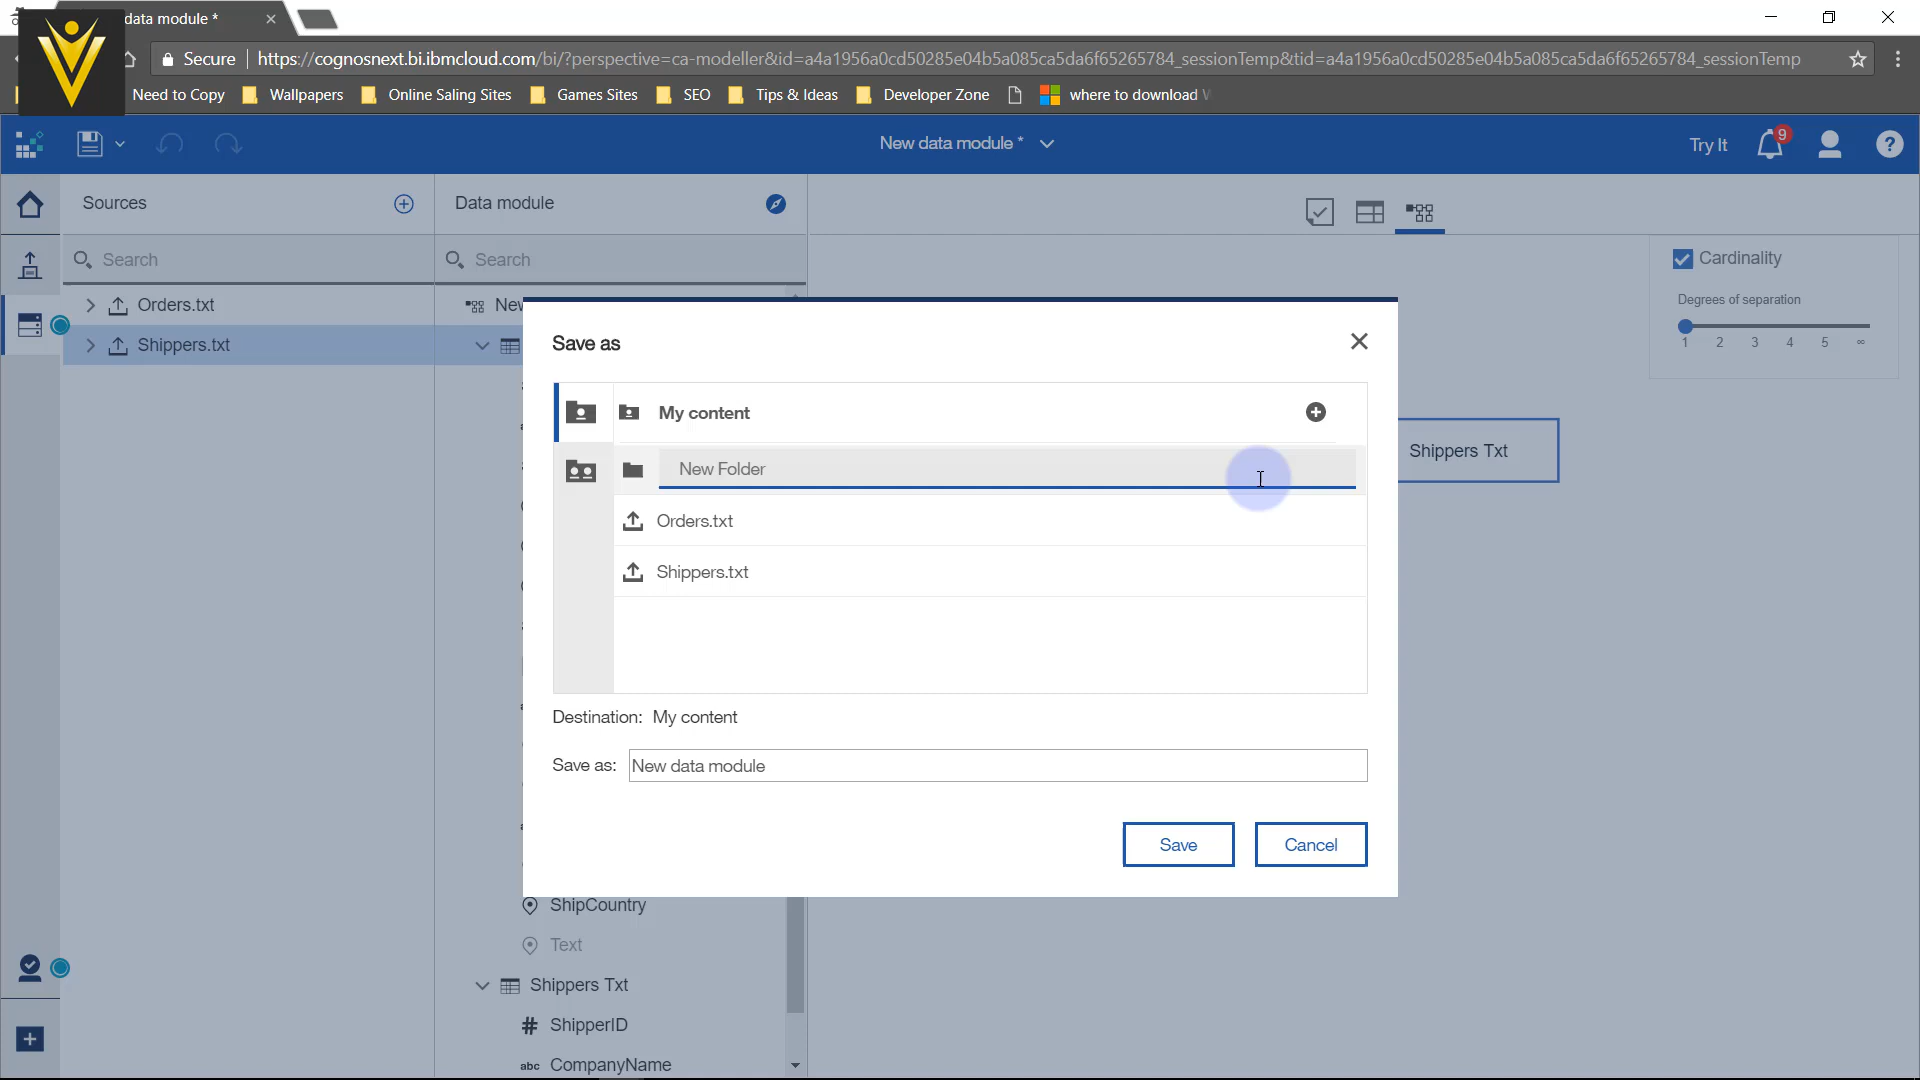 data module *
Secure
https://cognosnext.bi.ibmcloud.com/bi/?perspective=ca-modeller&id=a4a1956a0cd50285e04b5a085ca5da6f65265784_sessionTemp&tid=a4a1956a0cd50285e04b5a085ca5da6f65265784_sessionTemp
Need to Copy
Wallpapers
Online Saling Sites
Games Sites
SEO
Tips & Ideas
Developer Zone
where to download
New data module *
Try It
9
?
Sources
Data module
Search
Search
Cardinality
Degrees of separation
1 2 3 4 5 ∞
Orders.txt
New
Shippers.txt
Save as
My content
New Folder
Orders.txt
Shippers.txt
Destination: My content
Save as: New data module
Save
Cancel
Shippers Txt
ShipCountry
Text
Shippers Txt
# ShipperID
abc CompanyName